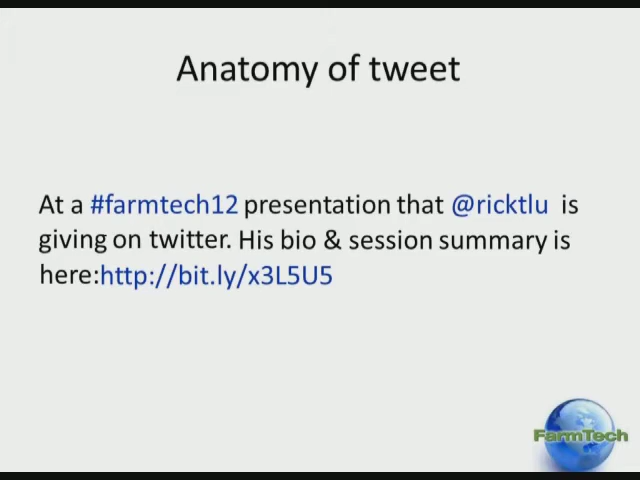 Anatomy of tweet
At a #farmtech12 presentation that @ricktlu is
giving on twitter. His bio & session summary is
here:http://bit.ly/x3L5U5
FarmTech